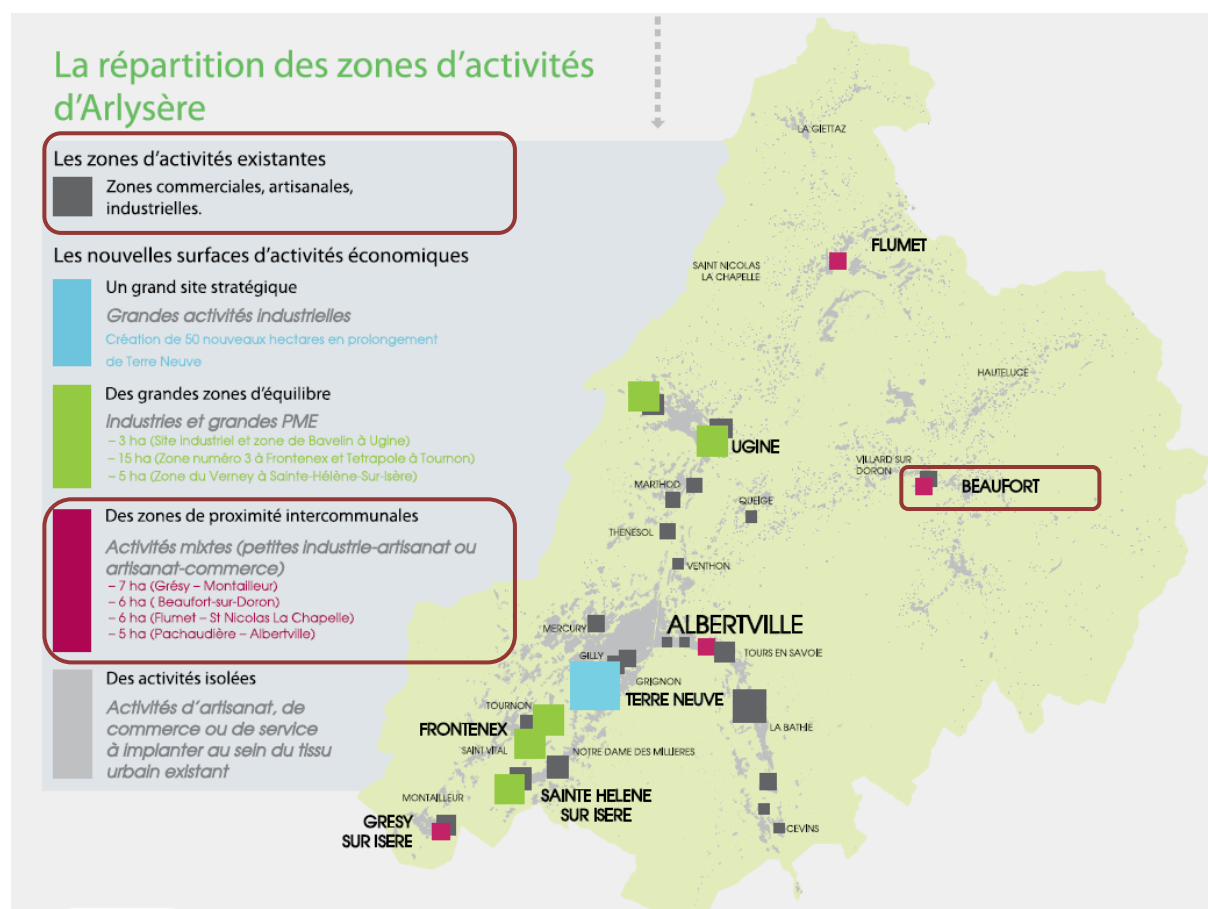 La répartition des zones d'activités
d'Arlysère
Les zones d'activités existantes
Zones commerciales, artisanales,
industrielles.
Les nouvelles surfaces d'activités économiques
Un grand site stratégique
Grandes activités industrielles
Création de 50 nouveaux hectares en prolongement
de Terre Neuve
Des grandes zones d'équilibre
Industries et grandes PME
– 3 ha (Site industriel et zone de Bavelin à Ugine)
– 15 ha (Zone numéro 3 à Frontenex et Tetrapole à Tournon)
– 5 ha (Zone du Verney à Sainte-Hélène-Sur-Isère)
Des zones de proximité intercommunales
Activités mixtes (petites industrie-artisanat ou
artisanat-commerce)
– 7 ha (Grésy – Montailleur)
– 6 ha ( Beaufort-sur-Doron)
– 6 ha (Flumet – St Nicolas La Chapelle)
– 5 ha (Pachaudière – Albertville)
Des activités isolées
Activités d'artisanat, de
commerce ou de service
à implanter au sein du tissu
urbain existant
LA GIETTAZ
FLUMET
SAINT NICOLAS
LA CHAPELLE
HAUTELUCE
UGINE
VILLARD SUR
DORON
BEAUFORT
MARTHOD
QUEIGE
THENESOL
VENTHON
MERCURY
ALBERTVILLE
GILLY
TOURS EN SAVOIE
GRIGNON
TERRE NEUVE
TOURNON
LA BATHIE
FRONTENEX
SAINT VITAL
NOTRE DAME DES MILLIERES
MONTAILLEUR
SAINTE HELENE
SUR ISERE
GRESY
SUR ISERE
CEVINS